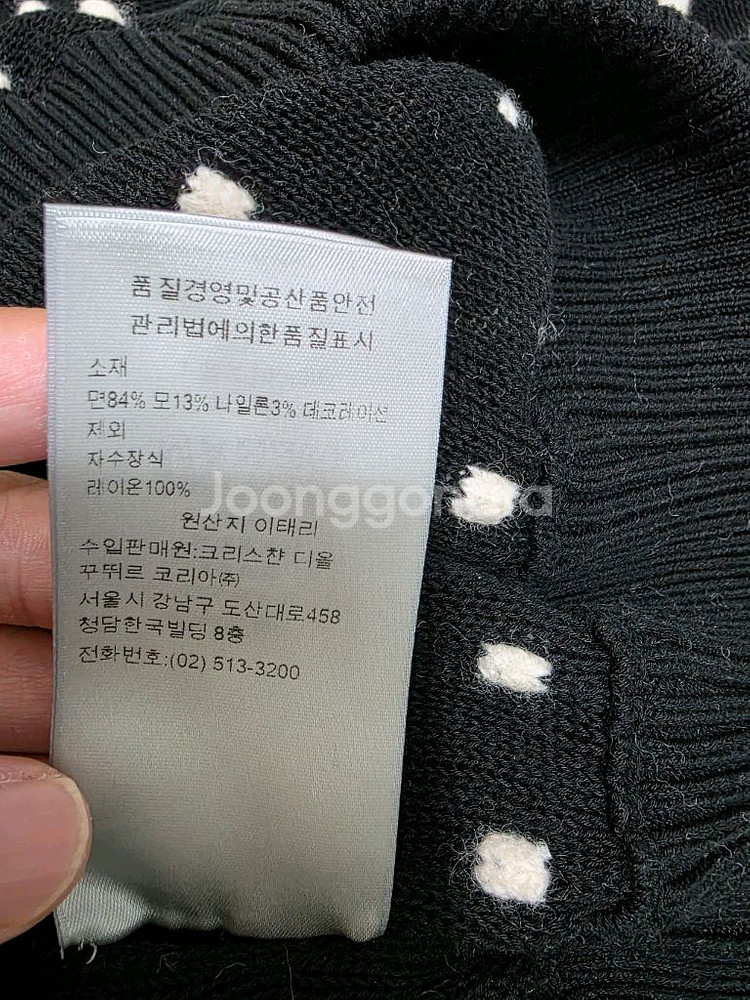 품질경영및공산품안전
관리법에의한품질표시
소재
면84% 모13% 나일론3% 데코레이션
제외
자수장식
레이온100%
Joonggonara
원산지 이태리
수입판매원:크리스챤 디올
꾸뛰르 코리아㈜
서울시 강남구 도산대로458
청담한국빌딩 8층
전화번호:(02) 513-3200